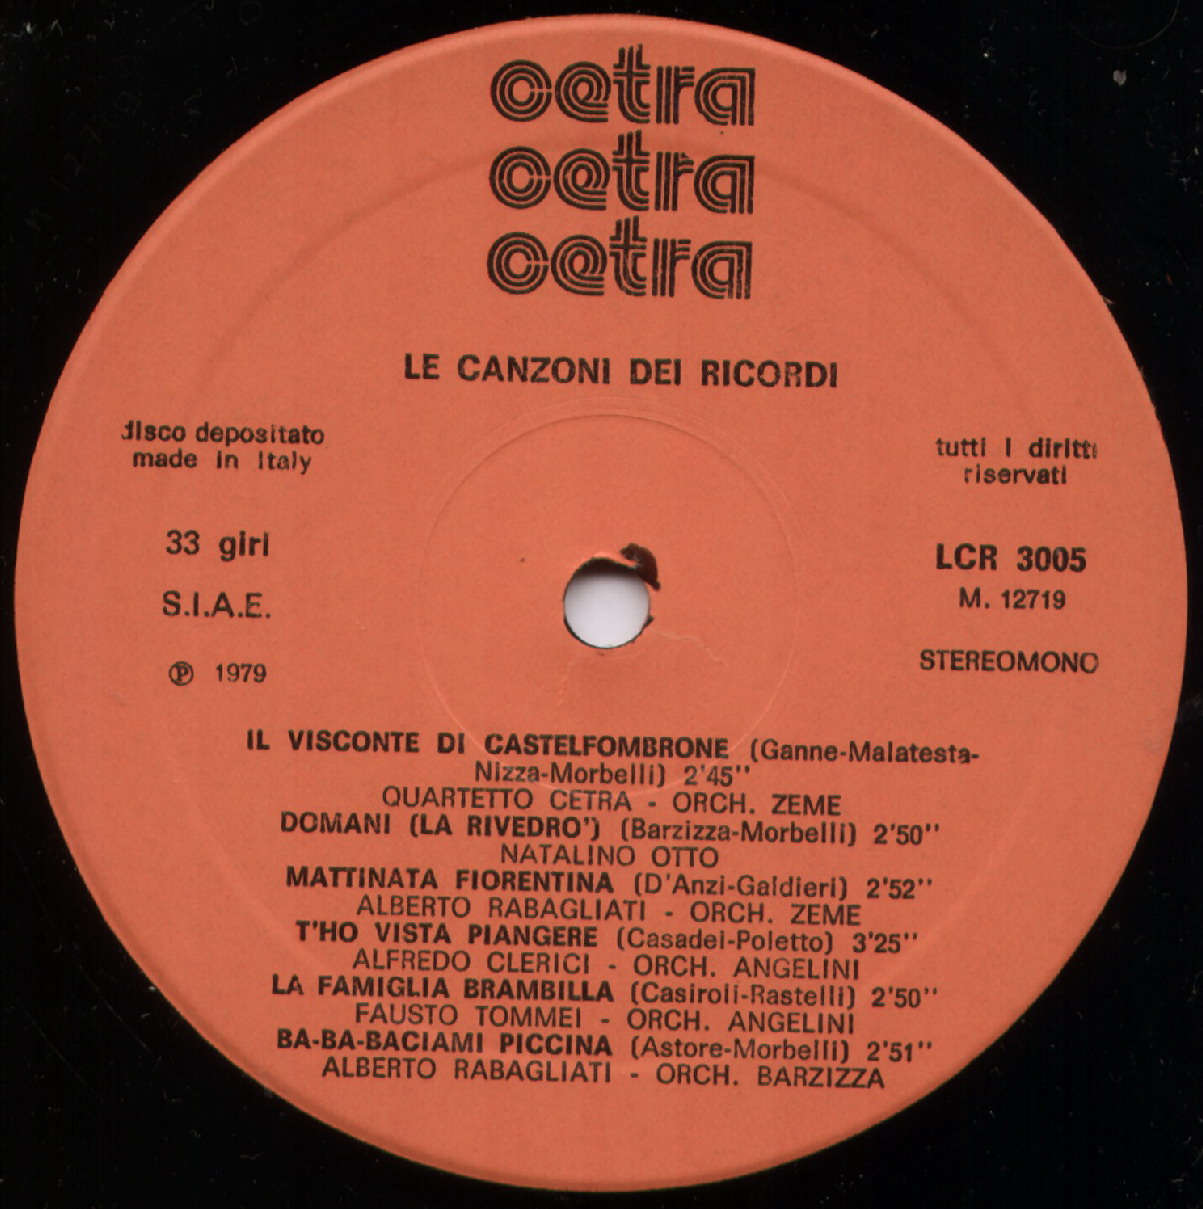 cetra
cetra
cetra
LE CANZONI DEI RICORDI
disco depositato
made in Italy
tutti i diritti
riservati
33 giri
LCR 3005
M. 12719
S.I.A.E.
STEREOMONO
℗ 1979
IL VISCONTE DI CASTELFOMBRONE (Ganne-Malatesta-
Nizza-Morbelli) 2'45''
QUARTETTO CETRA - ORCH. ZEME
DOMANI (LA RIVEDRO') (Barzizza-Morbelli) 2'50''
NATALINO OTTO
MATTINATA FIORENTINA (D'Anzi-Galdieri) 2'52''
ALBERTO RABAGLIATI - ORCH. ZEME
T'HO VISTA PIANGERE (Casadei-Poletto) 3'25''
ALFREDO CLERICI - ORCH. ANGELINI
LA FAMIGLIA BRAMBILLA (Casiroli-Rastelli) 2'50''
FAUSTO TOMMEI - ORCH. ANGELINI
BA-BA-BACIAMI PICCINA (Astore-Morbelli) 2'51''
ALBERTO RABAGLIATI - ORCH. BARZIZZA